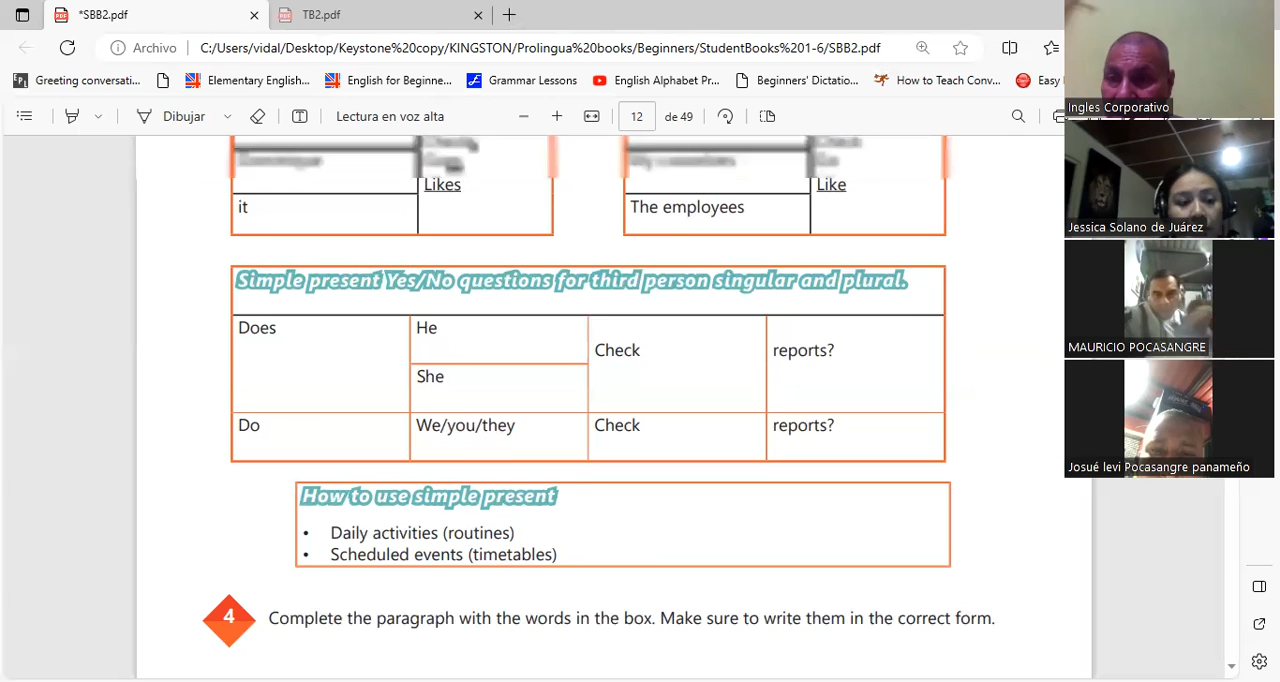 *SBB2.pdf
TB2.pdf
Archivo
C:/Users/vidal/Desktop/Keystone%20copy/KINGSTON/Prolingua%20books/Beginners/StudentBooks%201-6/SBB2.pdf
Greeting conversati...
Elementary English...
English for Beginne...
Grammar Lessons
English Alphabet Pr...
Beginners' Dictatio...
How to Teach Conv...
Easy
Dibujar
Lectura en voz alta
12
de 49
Likes
Like
it
The employees
Simple present Yes/No questions for third person singular and plural.
Does
He
Check
reports?
She
Do
We/you/they
Check
reports?
How to use simple present
• Daily activities (routines)
• Scheduled events (timetables)
4
Complete the paragraph with the words in the box. Make sure to write them in the correct form.
Ingles Corporativo
Jessica Solano de Juárez
MAURICIO POCASANGRE
Josué levi Pocasangre panameño